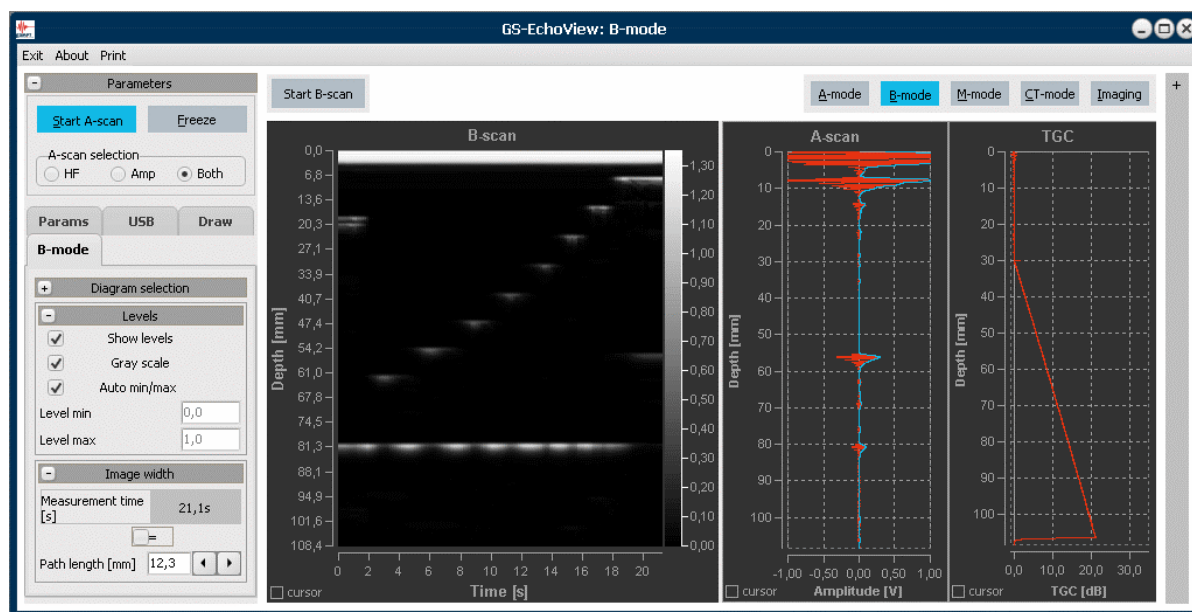 GS-EchoView: B-mode
Exit About Print
- Parameters
Start A-scan Freeze
A-scan selection
HF Amp Both
Params USB Draw
B-mode
+ Diagram selection
- Levels
Show levels
Gray scale
Auto min/max
Level min 0,0
Level max 1,0
- Image width
Measurement time [s] 21,1s
=
Path length [mm] 12,3
Start B-scan
A-mode B-mode M-mode CT-mode Imaging
+
B-scan
Depth [mm]
0,0
6,8
13,6
20,3
27,1
33,9
40,7
47,4
54,2
61,0
67,8
74,5
81,3
88,1
94,9
101,6
108,4
0 2 4 6 8 10 12 14 16 18 20
Time [s]
cursor
1,30
1,20
1,10
1,00
0,90
0,80
0,70
0,60
0,50
0,40
0,30
0,20
0,10
0,00
A-scan
Depth [mm]
0
10
20
30
40
50
60
70
80
90
100
-1,00 -0,50 0,00 0,50 1,00
cursor Amplitude [V]
TGC
Depth [mm]
0
10
20
30
40
50
60
70
80
90
100
0,0 10,0 20,0 30,0
cursor TGC [dB]